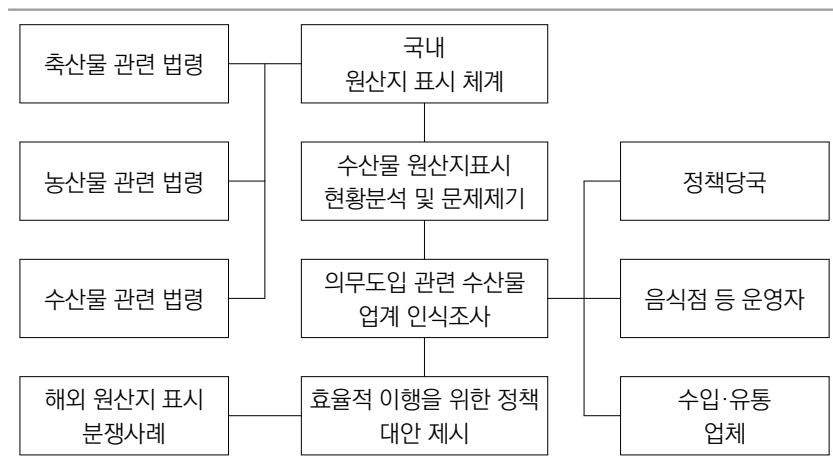 축산물 관련 법령
국내
원산지 표시 체계
농산물 관련 법령
수산물 원산지표시
현황분석 및 문제제기
정책당국
수산물 관련 법령
의무도입 관련 수산물
업계 인식조사
음식점 등 운영자
해외 원산지 표시
분쟁사례
효율적 이행을 위한 정책
대안 제시
수입·유통
업체